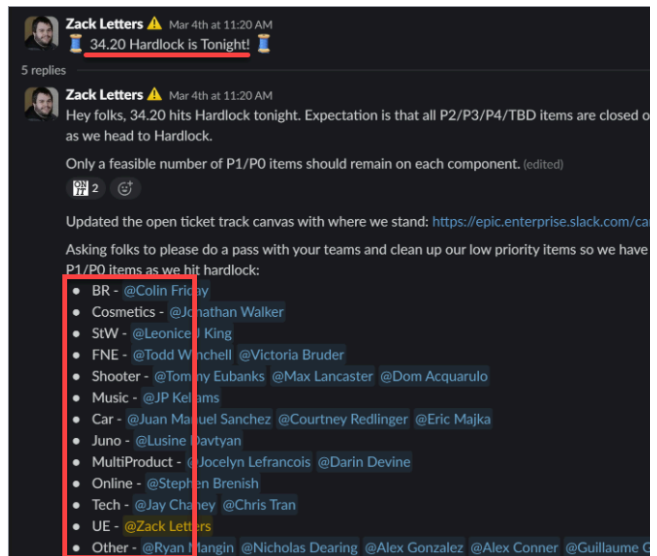 Zack Letters Mar 4th at 11:20 AM
34.20 Hardlock is Tonight!
5 replies
Zack Letters Mar 4th at 11:20 AM
Hey folks, 34.20 hits Hardlock tonight. Expectation is that all P2/P3/P4/TBD items are closed o
as we head to Hardlock.
Only a feasible number of P1/P0 items should remain on each component. (edited)
ON IT 2
Updated the open ticket track canvas with where we stand: https://epic.enterprise.slack.com/ca
Asking folks to please do a pass with your teams and clean up our low priority items so we have
P1/P0 items as we hit hardlock:
• BR - @Colin Friday
• Cosmetics - @Jonathan Walker
• StW - @Leonice J King
• FNE - @Todd Winchell @Victoria Bruder
• Shooter - @Tommy Eubanks @Max Lancaster @Dom Acquarulo
• Music - @JP Kellams
• Car - @Juan Manuel Sanchez @Courtney Redlinger @Eric Majka
• Juno - @Lusine Davtyan
• MultiProduct - @Jocelyn Lefrancois @Darin Devine
• Online - @Stephen Brenish
• Tech - @Jay Chaney @Chris Tran
• UE - @Zack Letters
• Other - @Ryan Mangin @Nicholas Dearing @Alex Gonzalez @Alex Conner @Guillaume